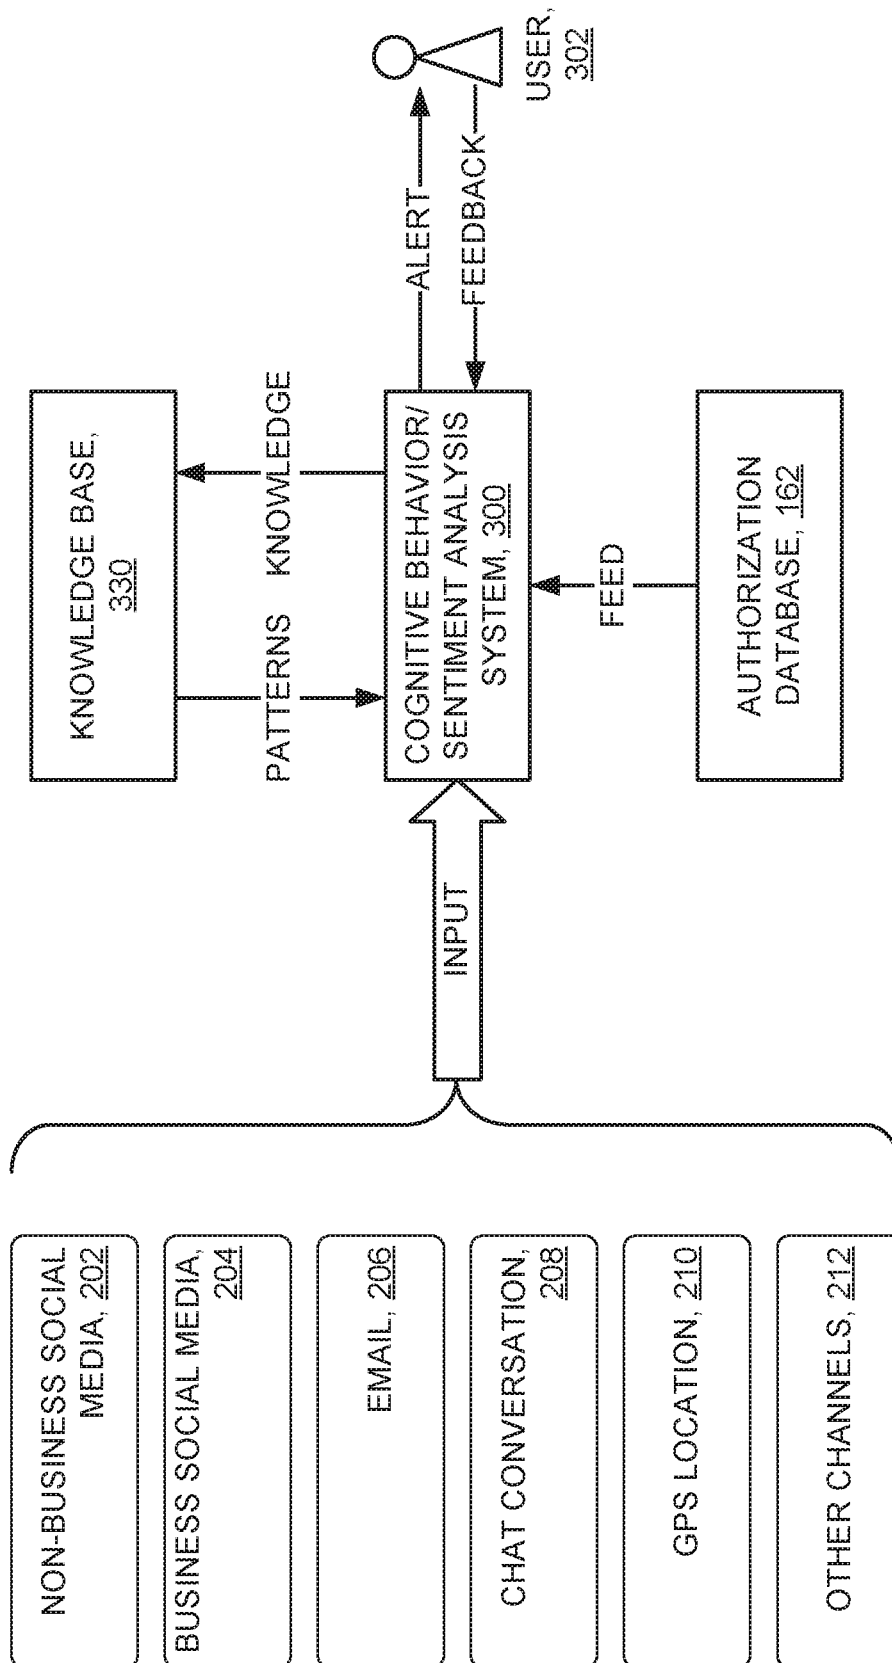 NON-BUSINESS SOCIAL
MEDIA, 202
BUSINESS SOCIAL MEDIA,
204
EMAIL, 206
CHAT CONVERSATION,
208
GPS LOCATION, 210
OTHER CHANNELS, 212
INPUT
KNOWLEDGE BASE,
330
PATTERNS
KNOWLEDGE
COGNITIVE BEHAVIOR/
SENTIMENT ANALYSIS
SYSTEM, 300
FEED
AUTHORIZATION
DATABASE, 162
ALERT
FEEDBACK
USER,
302